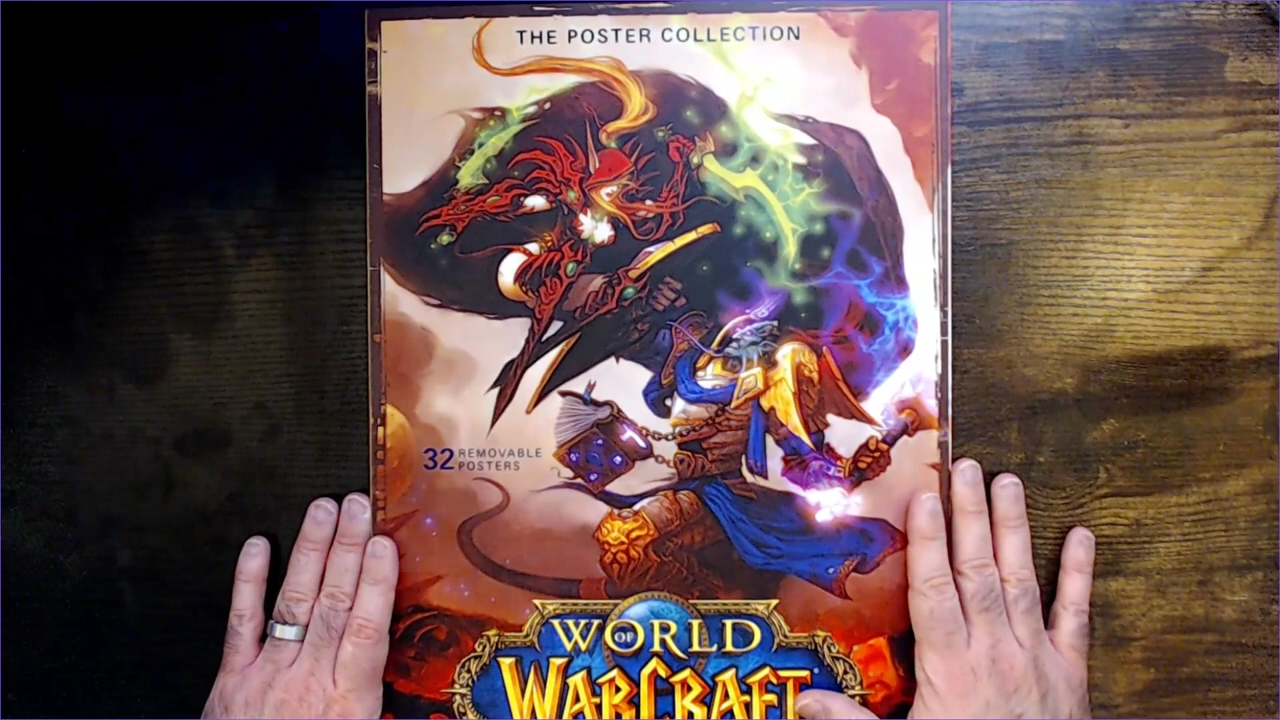 THE POSTER COLLECTION
32 REMOVABLE
POSTERS
WORLD
OF
WARCRAFT